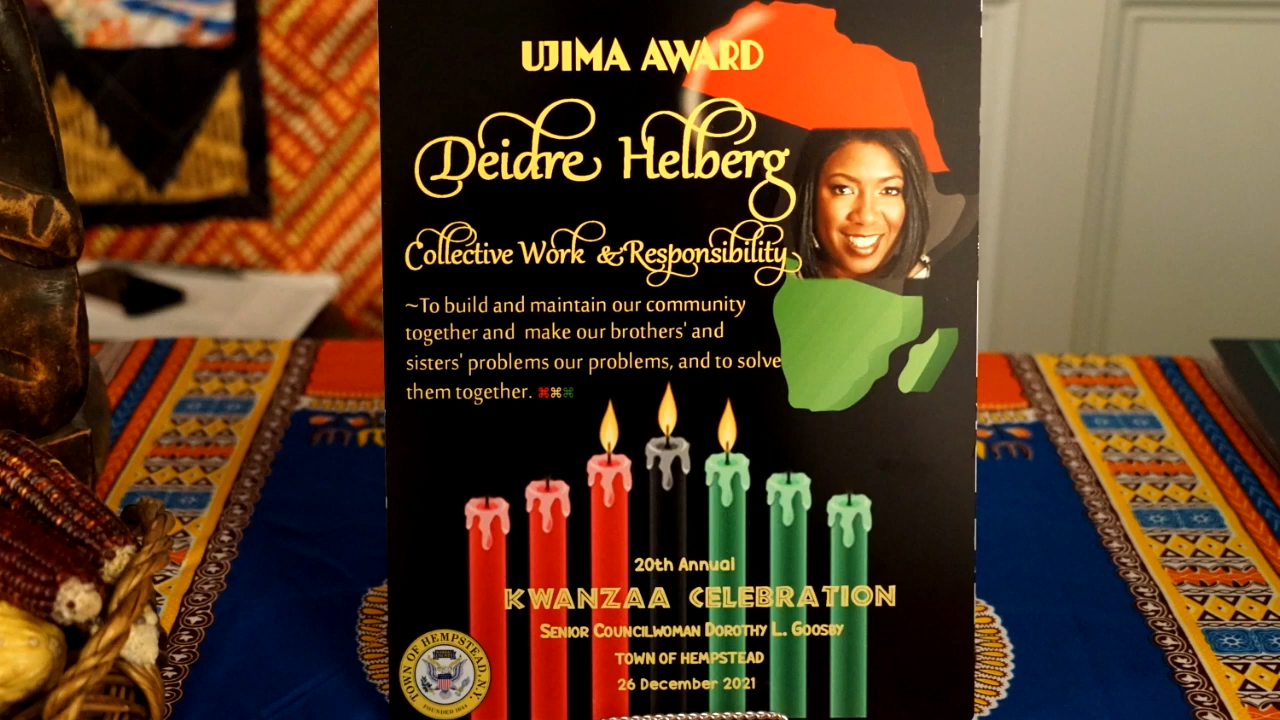 UJIMA AWARD
Deidre Helberg
Collective Work & Responsibility
~To build and maintain our community
together and make our brothers' and
sisters' problems our problems, and to solve
them together.
20th Annual
KWANZAA CELEBRATION
SENIOR COUNCILWOMAN DOROTHY L. GOOSBY
TOWN OF HEMPSTEAD
26 December 2021
TOWN OF HEMPSTEAD, N.Y.
FOUNDED 1644